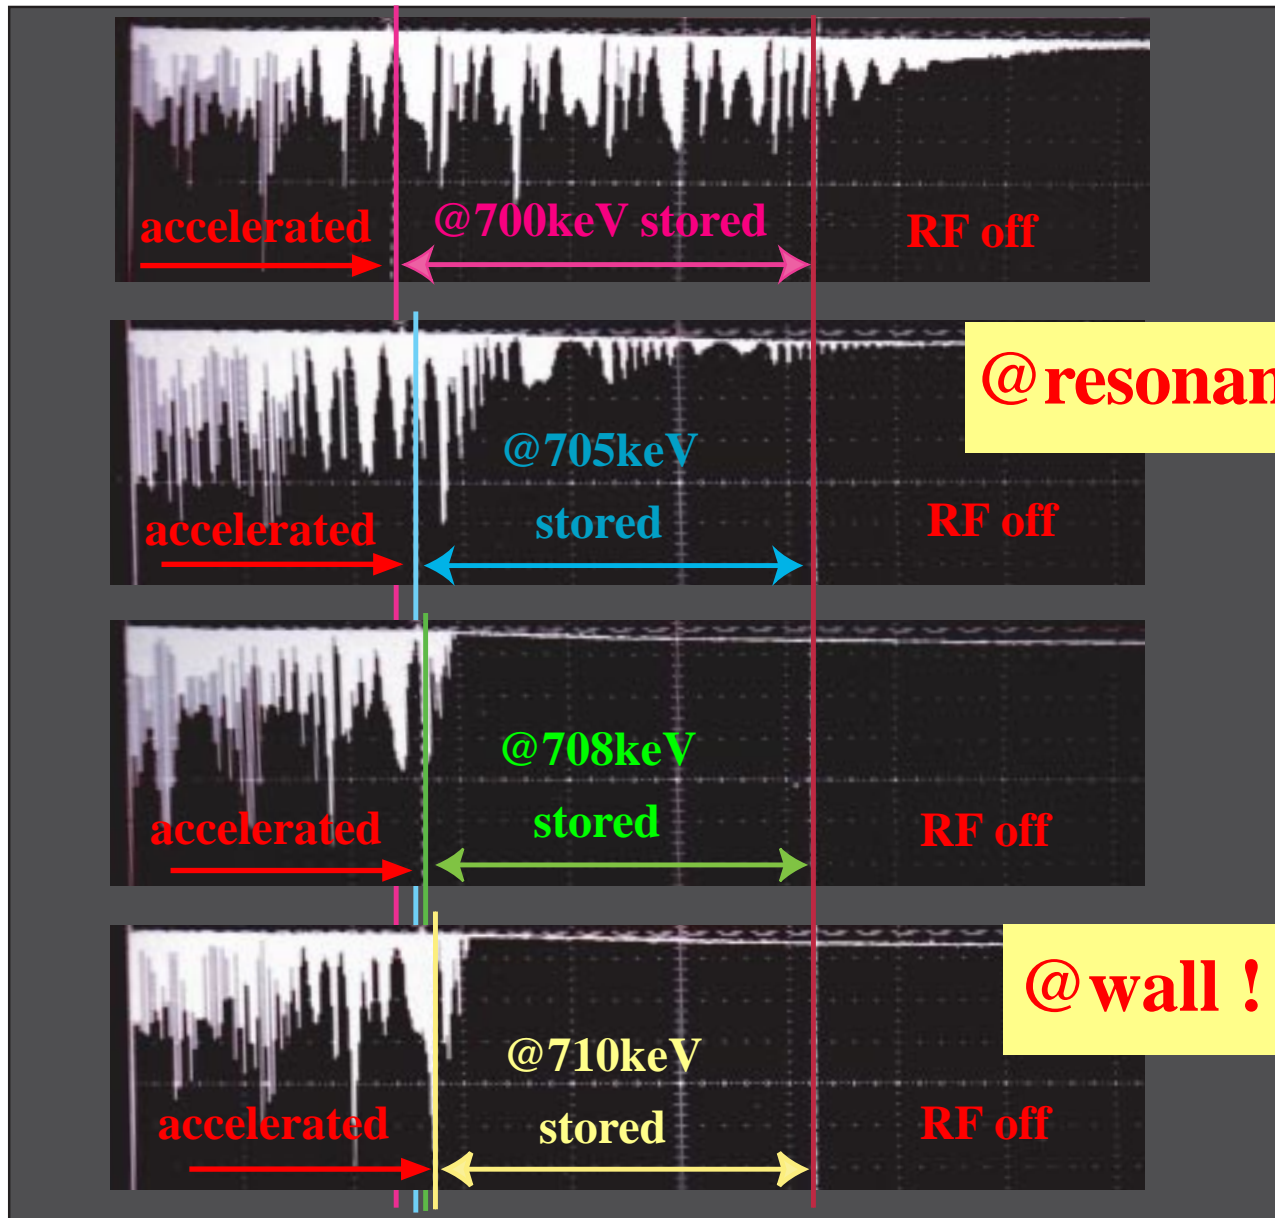 accelerated
@700keV stored
RF off
@resonan
@705keV
stored
accelerated
RF off
@708keV
stored
accelerated
RF off
@wall !
@710keV
stored
accelerated
RF off